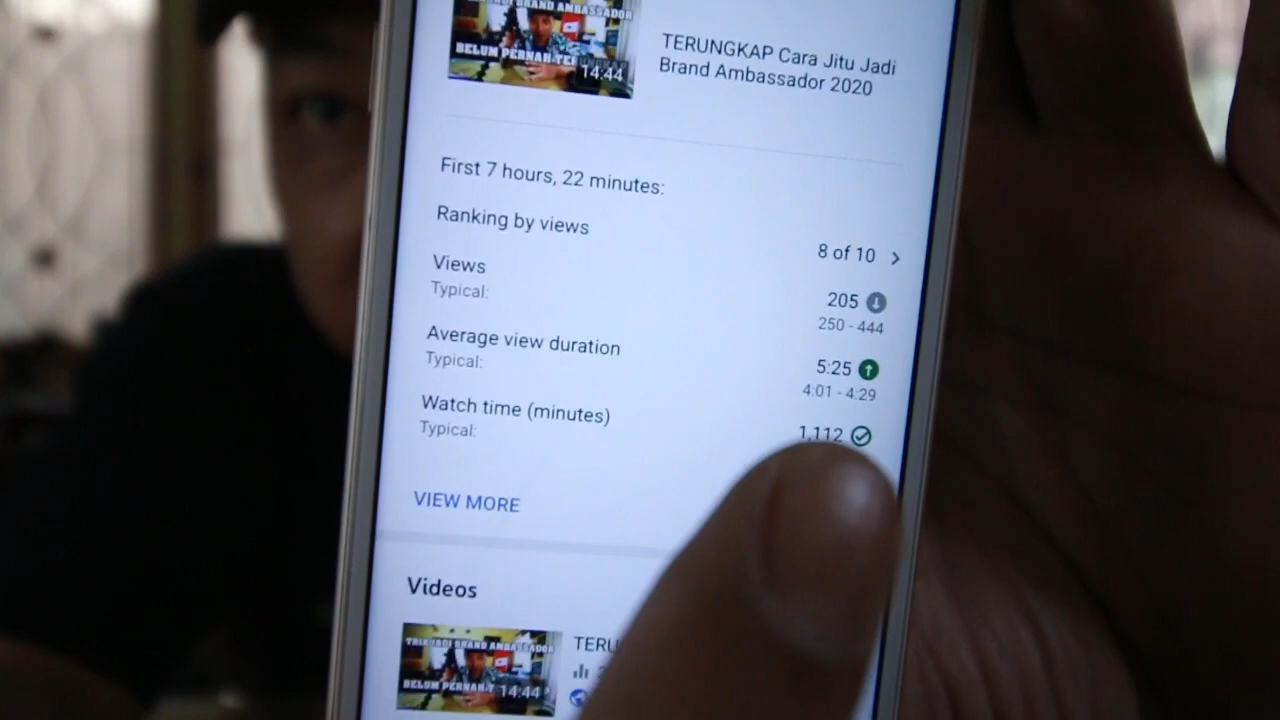 BRAND AMBASSADOR
BELUM PERNAH
14:44
TERUNGKAP Cara Jitu Jadi
Brand Ambassador 2020
First 7 hours, 22 minutes:
Ranking by views
8 of 10
Views
205
Typical:
250 - 444
Average view duration
5:25
Typical:
4:01 - 4:29
Watch time (minutes)
1,112
Typical:
VIEW MORE
Videos
TRIK JADI BRAND AMBASSADOR
BELUM PERNAH
14:44
TERU